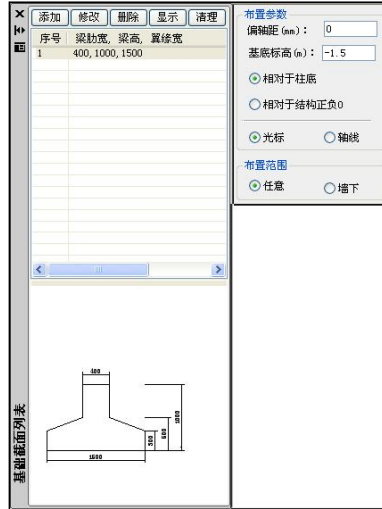 添加 修改 删除 显示 清理
序号 梁肋宽, 梁高, 翼缘宽
1 400, 1000, 1500
基础截面列表
400
300
500
1000
1500
布置参数
偏轴距(mm): 0
基底标高(m): -1.5
相对于柱底
相对于结构正负0
光标 轴线
布置范围
任意 墙下